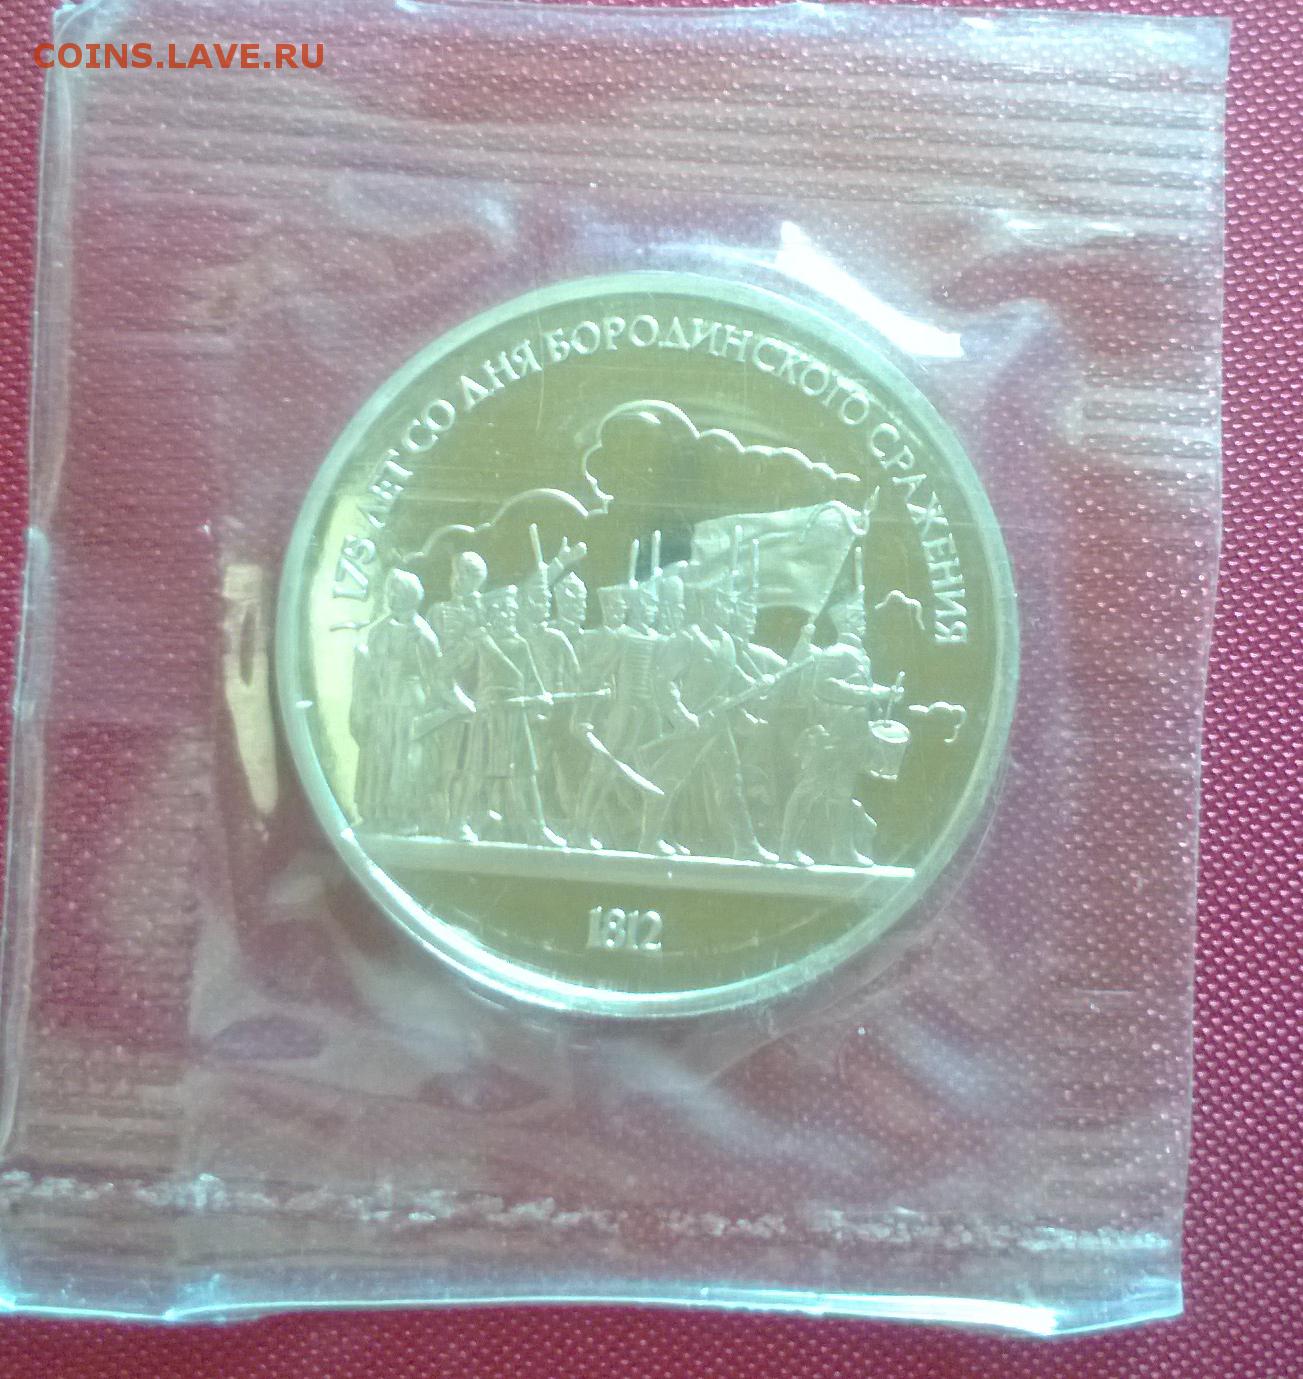 COINS.LAVE.RU
175 ЛЕТ СО ДНЯ БОРОДИНСКОГО СРАЖЕНИЯ
1812